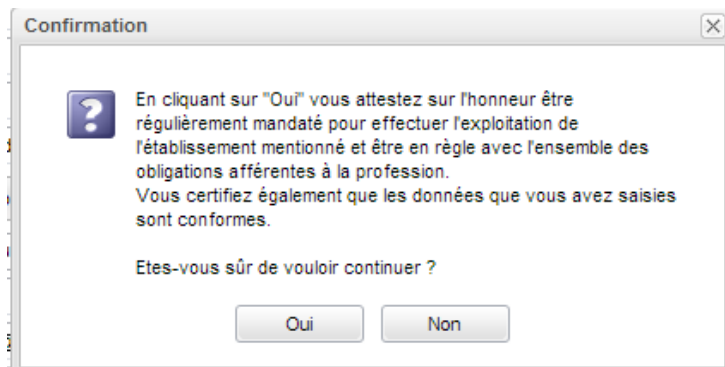 Confirmation
En cliquant sur "Oui" vous attestez sur l'honneur être
régulièrement mandaté pour effectuer l'exploitation de
l'établissement mentionné et être en règle avec l'ensemble des
obligations afférentes à la profession.
Vous certifiez également que les données que vous avez saisies
sont conformes.
Etes-vous sûr de vouloir continuer ?
Oui
Non